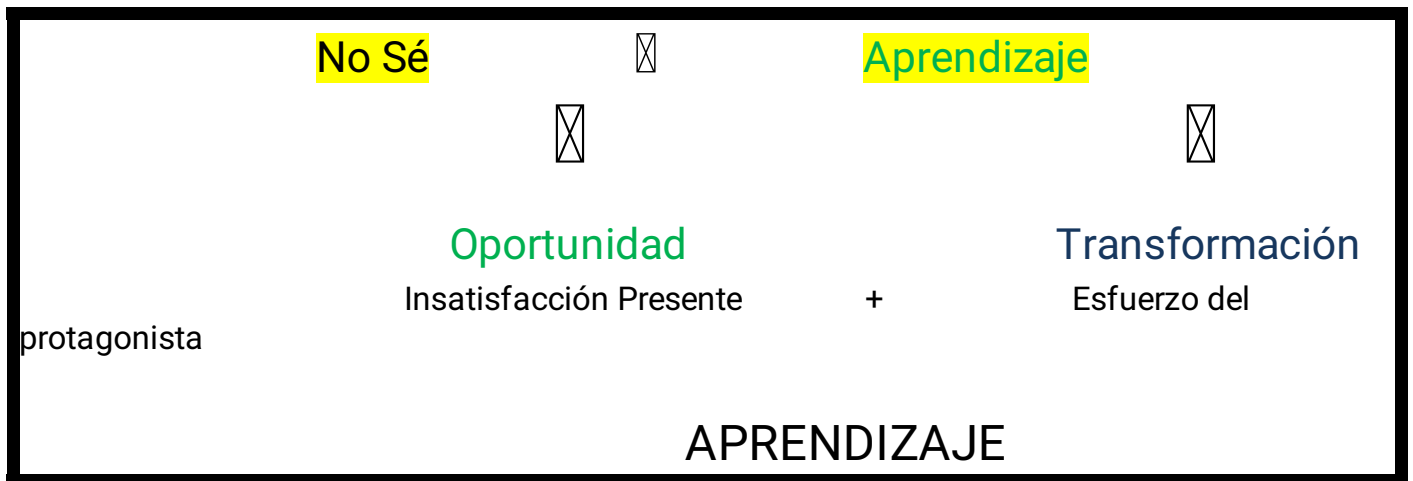 No Sé Aprendizaje
Oportunidad Transformación
Insatisfacción Presente + Esfuerzo del
protagonista
APRENDIZAJE